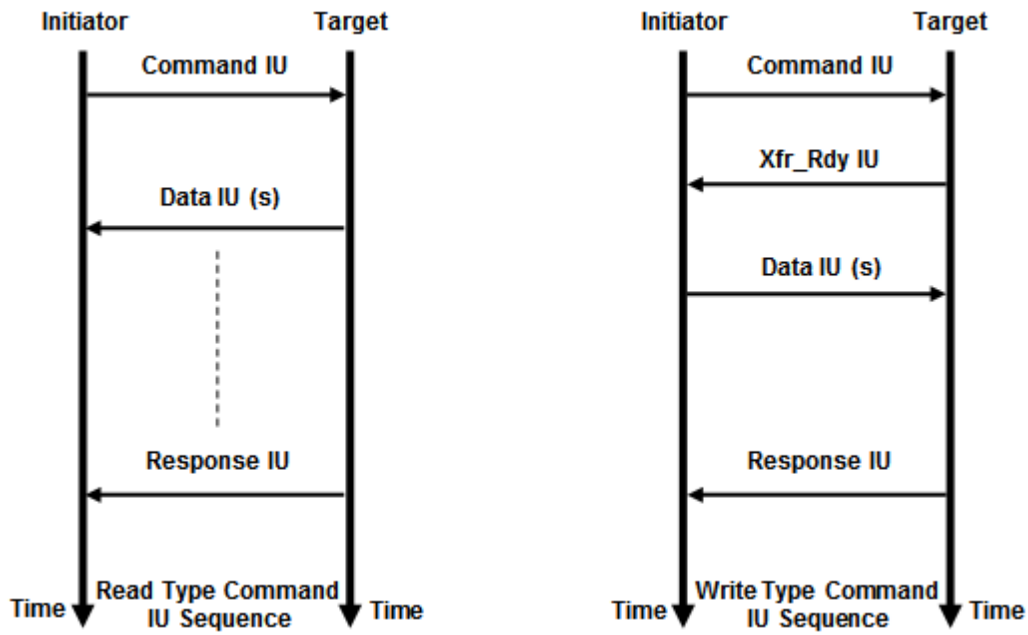 Initiator
Target
Command IU
Data IU (s)
Response IU
Time
Read Type Command
IU Sequence
Time
Initiator
Target
Command IU
Xfr_Rdy IU
Data IU (s)
Response IU
Time
Write Type Command
IU Sequence
Time